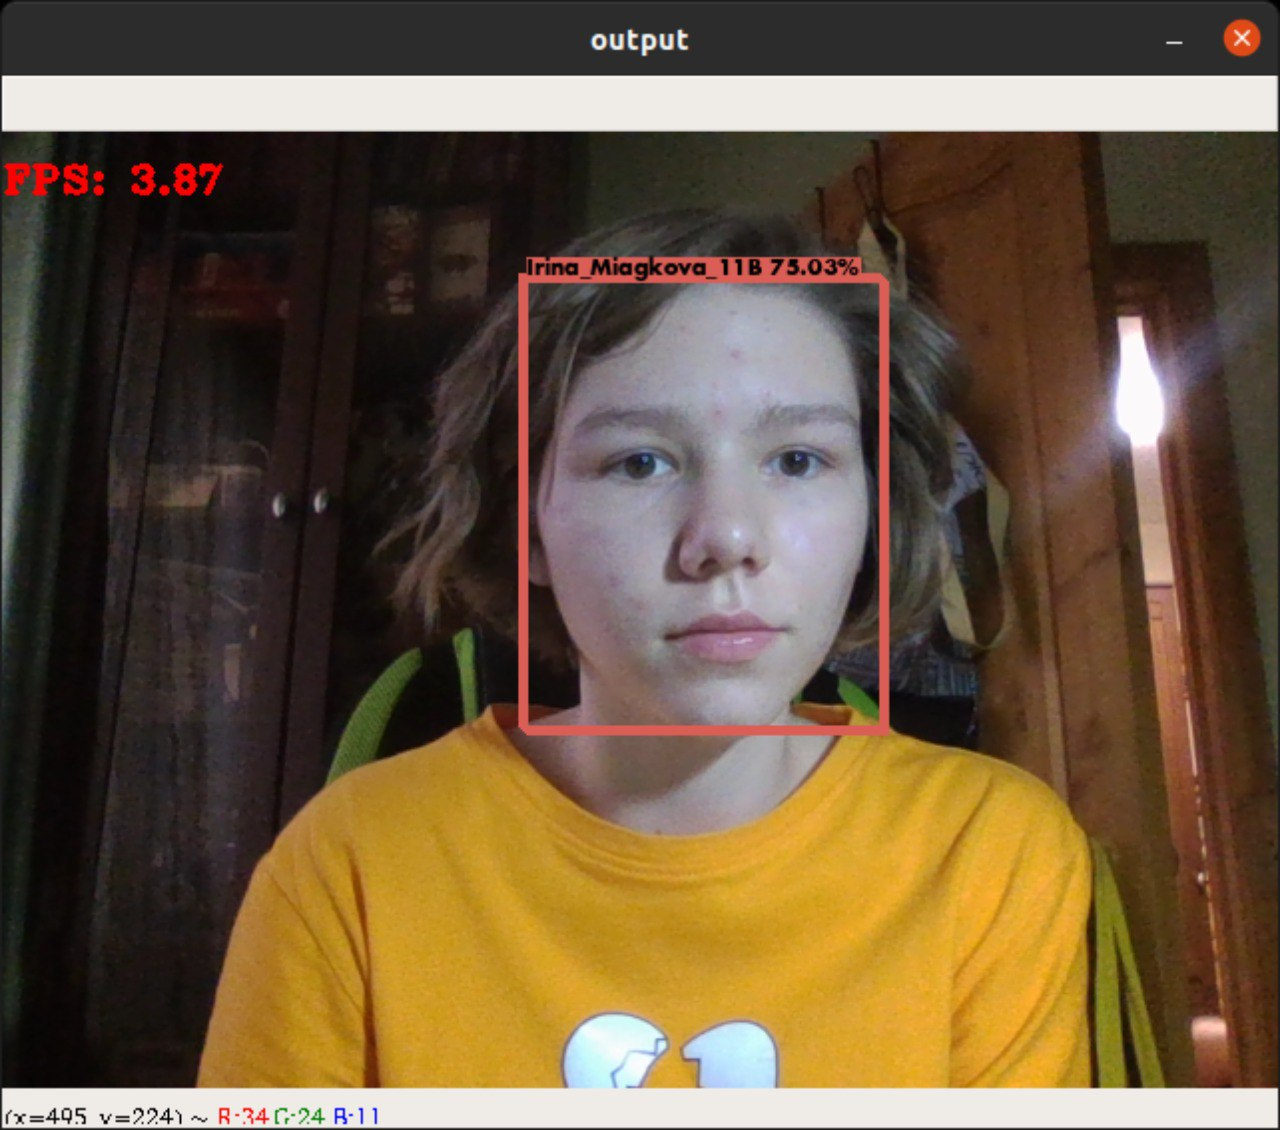 output
FPS: 3.87
Irina_Miagkova_11B 75.03%
(x=495, y=224) ~ R:34 G:24 B:11